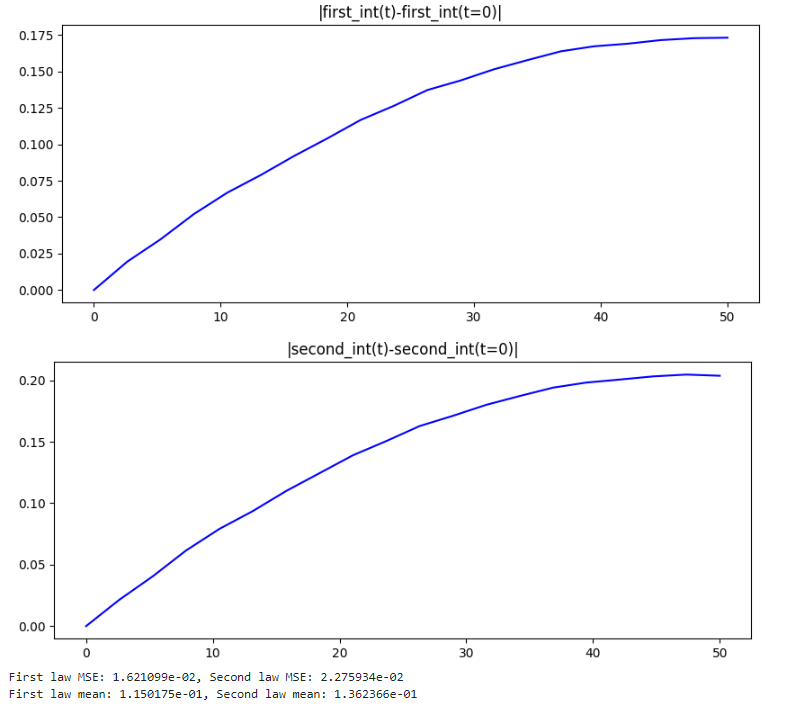 |first_int(t)-first_int(t=0)|
0.175
0.150
0.125
0.100
0.075
0.050
0.025
0.000
0 10 20 30 40 50
|second_int(t)-second_int(t=0)|
0.20
0.15
0.10
0.05
0.00
0 10 20 30 40 50
First law MSE: 1.621099e-02, Second law MSE: 2.275934e-02
First law mean: 1.150175e-01, Second law mean: 1.362366e-01